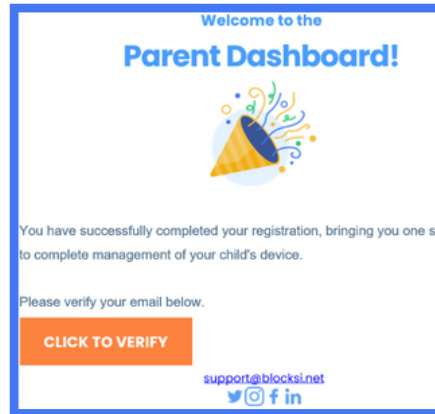 Welcome to the
Parent Dashboard!
You have successfully completed your registration, bringing you one s
to complete management of your child's device.
Please verify your email below.
CLICK TO VERIFY
support@blocksi.net